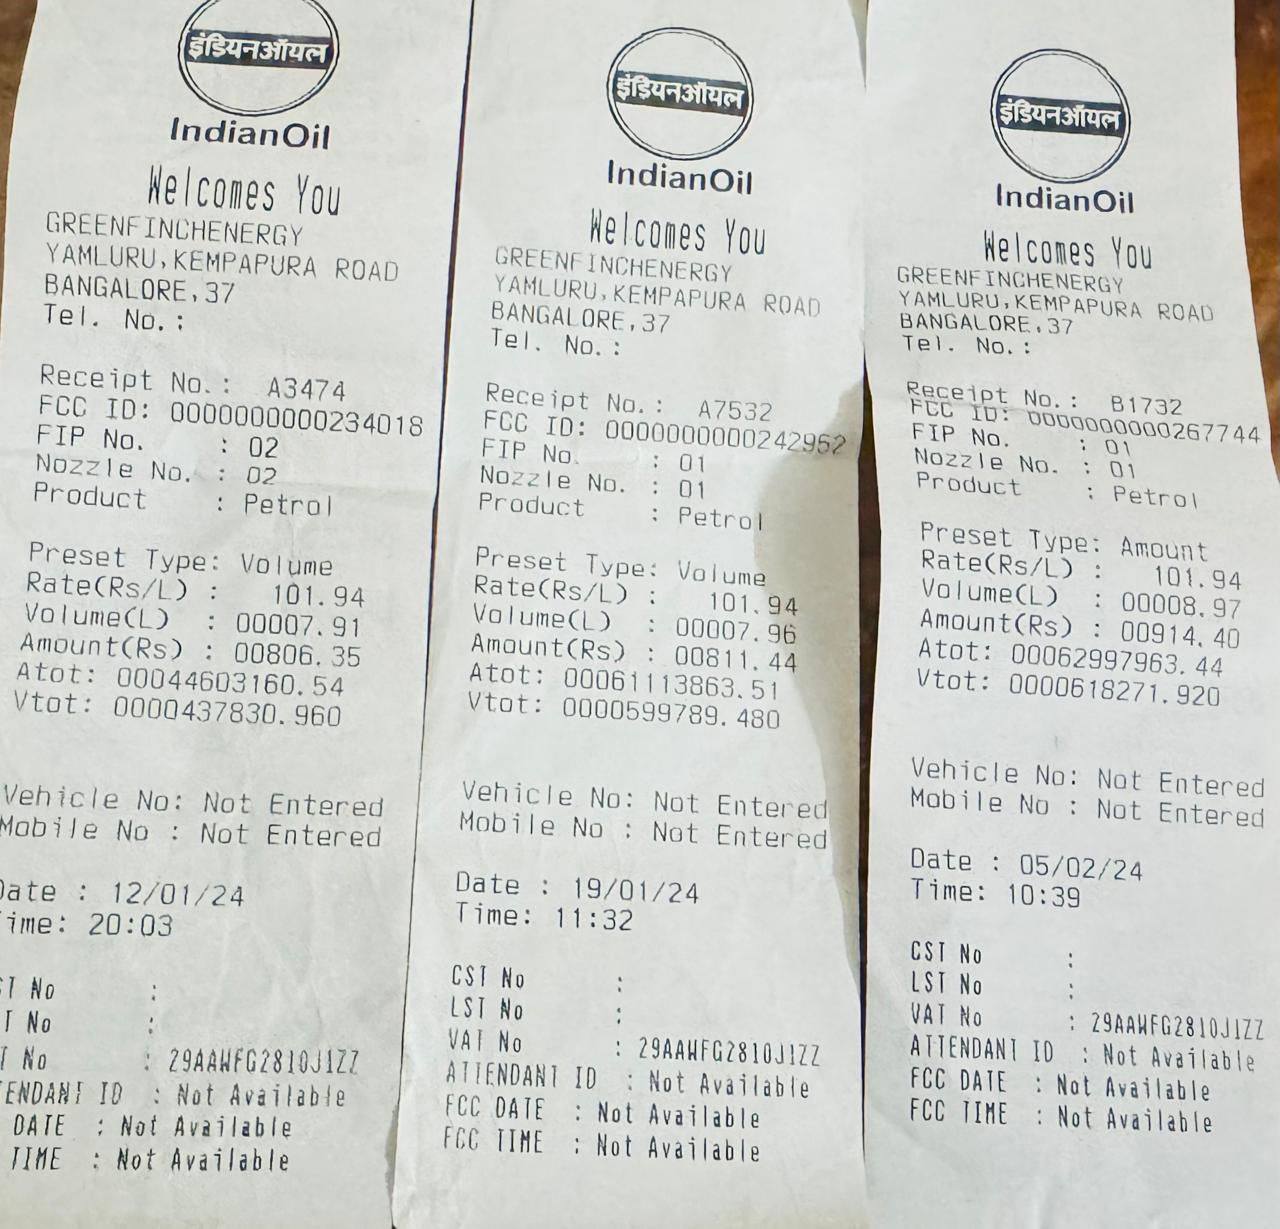 इंडियनऑयल
IndianOil
Welcomes You
GREENFINCHENERGY
YAMLURU,KEMPAPURA ROAD
BANGALORE,37
Tel. No.:
Receipt No.: A3474
FCC ID: 0000000000234018
FIP No. : 02
Nozzle No. : 02
Product : Petrol
Preset Type: Volume
Rate(Rs/L) : 101.94
Volume(L) : 00007.91
Amount(Rs) : 00806.35
Atot: 00044603160.54
Vtot: 0000437830.960
Vehicle No: Not Entered
Mobile No : Not Entered
Date : 12/01/24
Time: 20:03
ST No :
T No :
T No : 29AAWFG2810J1ZZ
TENDANT ID : Not Available
DATE : Not Available
TIME : Not Available
इंडियनऑयल
IndianOil
Welcomes You
GREENFINCHENERGY
YAMLURU,KEMPAPURA ROAD
BANGALORE,37
Tel. No.:
Receipt No.: A7532
FCC ID: 0000000000242952
FIP No. : 01
Nozzle No. : 01
Product : Petrol
Preset Type: Volume
Rate(Rs/L) : 101.94
Volume(L) : 00007.96
Amount(Rs) : 00811.44
Atot: 00061113863.51
Vtot: 0000599789.480
Vehicle No: Not Entered
Mobile No : Not Entered
Date : 19/01/24
Time: 11:32
CST No :
LST No :
VAT No : 29AAWFG2810J1ZZ
ATTENDANT ID : Not Available
FCC DATE : Not Available
FCC TIME : Not Available
इंडियनऑयल
IndianOil
Welcomes You
GREENFINCHENERGY
YAMLURU,KEMPAPURA ROAD
BANGALORE,37
Tel. No.:
Receipt No.: B1732
FCC ID: 0000000000267744
FIP No. : 01
Nozzle No. : 01
Product : Petrol
Preset Type: Amount
Rate(Rs/L) : 101.94
Volume(L) : 00008.97
Amount(Rs) : 00914.40
Atot: 00062997963.44
Vtot: 0000618271.920
Vehicle No: Not Entered
Mobile No : Not Entered
Date : 05/02/24
Time: 10:39
CST No :
LST No :
VAT No : 29AAWFG2810J1ZZ
ATTENDANT ID : Not Available
FCC DATE : Not Available
FCC TIME : Not Available